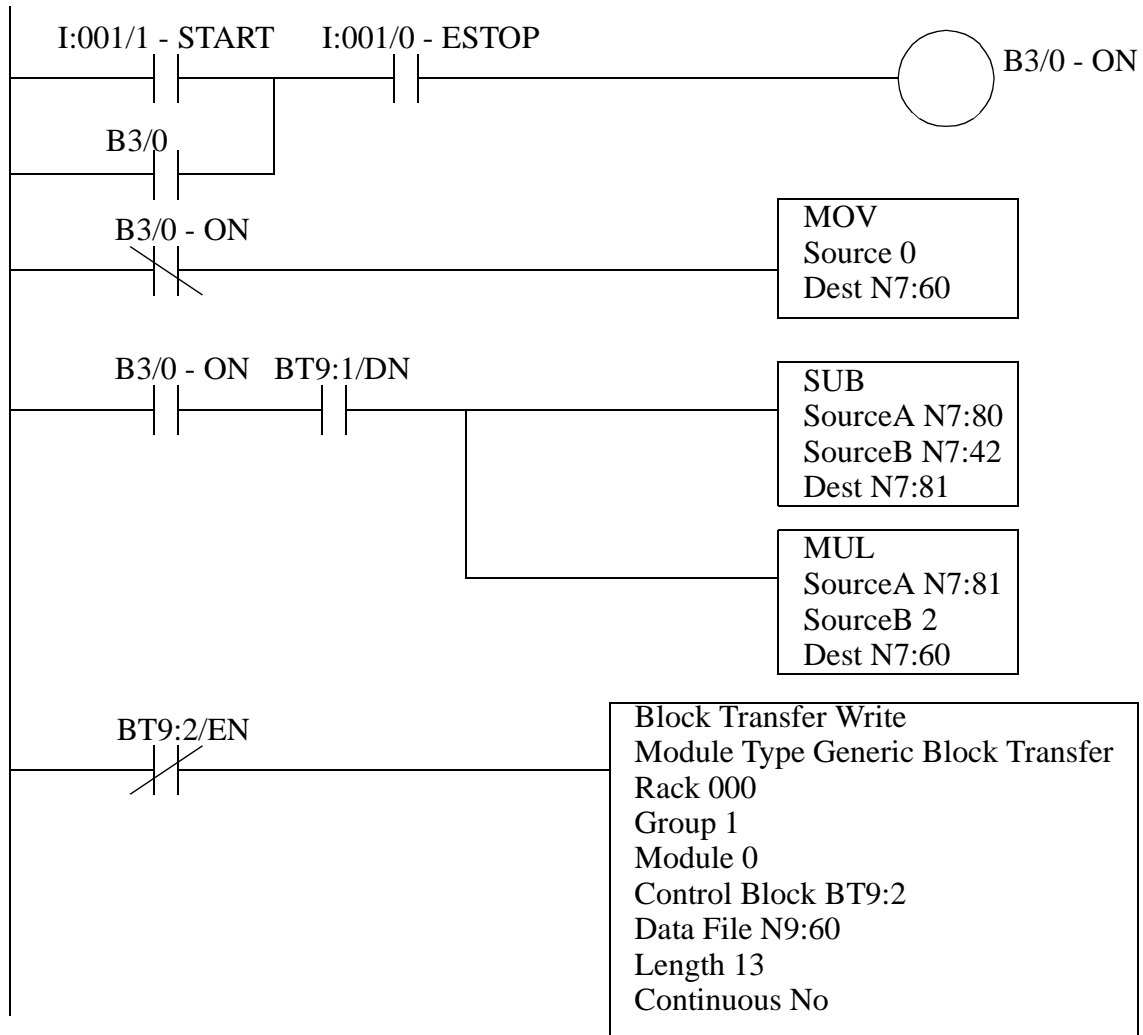 I:001/1 - START I:001/0 - ESTOP
B3/0 - ON
B3/0
B3/0 - ON
MOV
Source 0
Dest N7:60
B3/0 - ON BT9:1/DN
SUB
SourceA N7:80
SourceB N7:42
Dest N7:81
MUL
SourceA N7:81
SourceB 2
Dest N7:60
BT9:2/EN
Block Transfer Write
Module Type Generic Block Transfer
Rack 000
Group 1
Module 0
Control Block BT9:2
Data File N9:60
Length 13
Continuous No